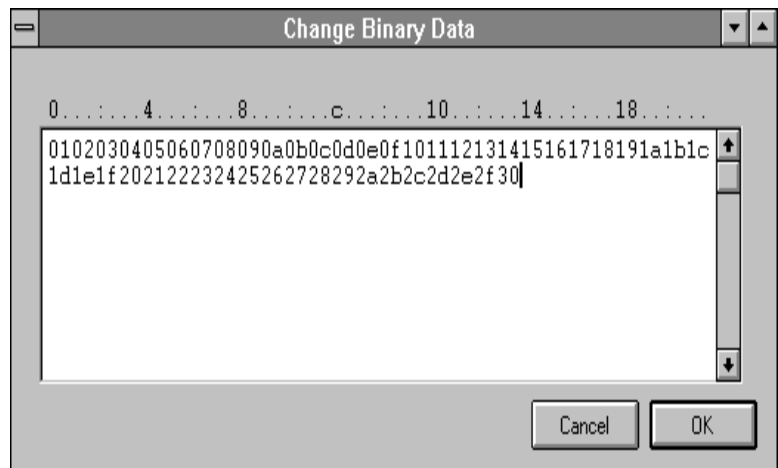 Change Binary Data
0...:...4...:...8...:...c...:...10..:...14..:...18..:...
0102030405060708090a0b0c0d0e0f101112131415161718191a1b1c
1d1e1f202122232425262728292a2b2c2d2e2f30
Cancel OK